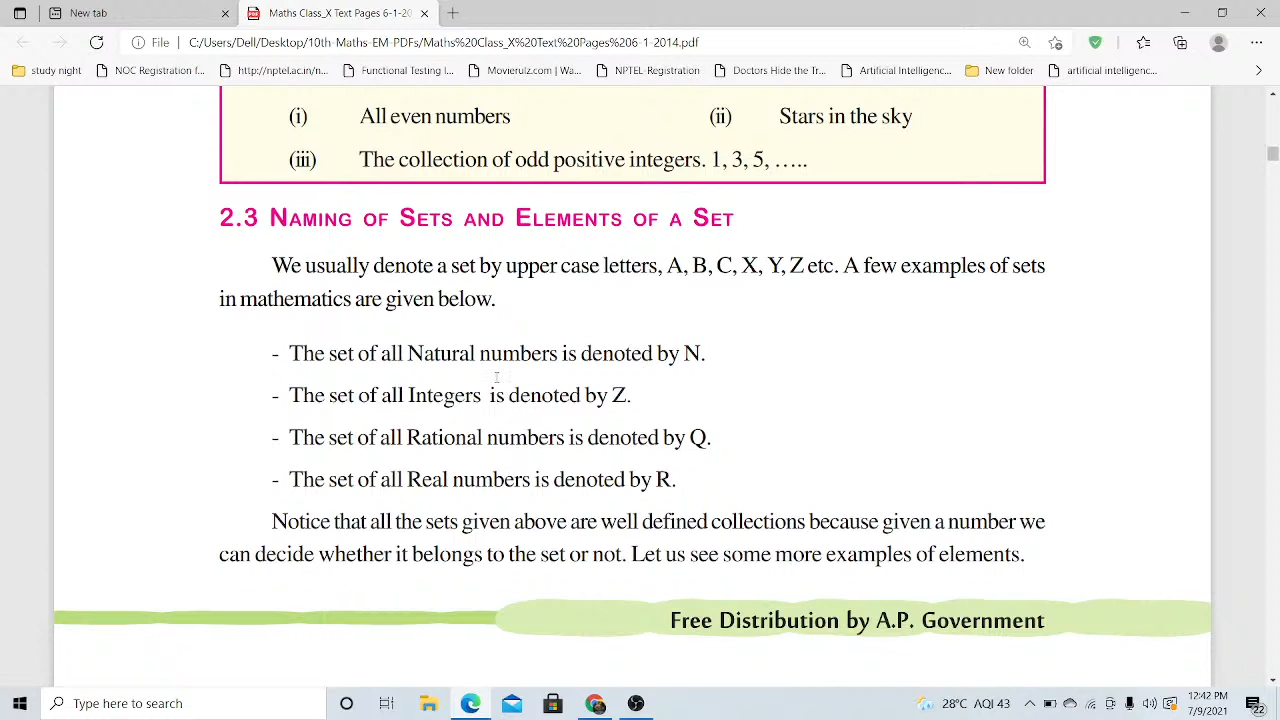 New tab
Maths Class_X Text Pages 6-1-20
File C:/Users/Dell/Desktop/10th-Maths-EM-PDFs/Maths%20Class_X%20Text%20Pages%206-1-2014.pdf
study night NOC Registration f... http://nptel.ac.in/n... Functional Testing I... Movierulz.com | Wa... NPTEL Registration Doctors Hide the Tr... Artificial Intelligenc... New folder artificial intelligenc...
(i) All even numbers (ii) Stars in the sky
(iii) The collection of odd positive integers. 1, 3, 5, …..
2.3 Naming of Sets and Elements of a Set
We usually denote a set by upper case letters, A, B, C, X, Y, Z etc. A few examples of sets
in mathematics are given below.
- The set of all Natural numbers is denoted by N.
- The set of all Integers is denoted by Z.
- The set of all Rational numbers is denoted by Q.
- The set of all Real numbers is denoted by R.
Notice that all the sets given above are well defined collections because given a number we
can decide whether it belongs to the set or not. Let us see some more examples of elements.
Free Distribution by A.P. Government
Type here to search
28°C AQI 43
12:42 PM
7/9/2021
22